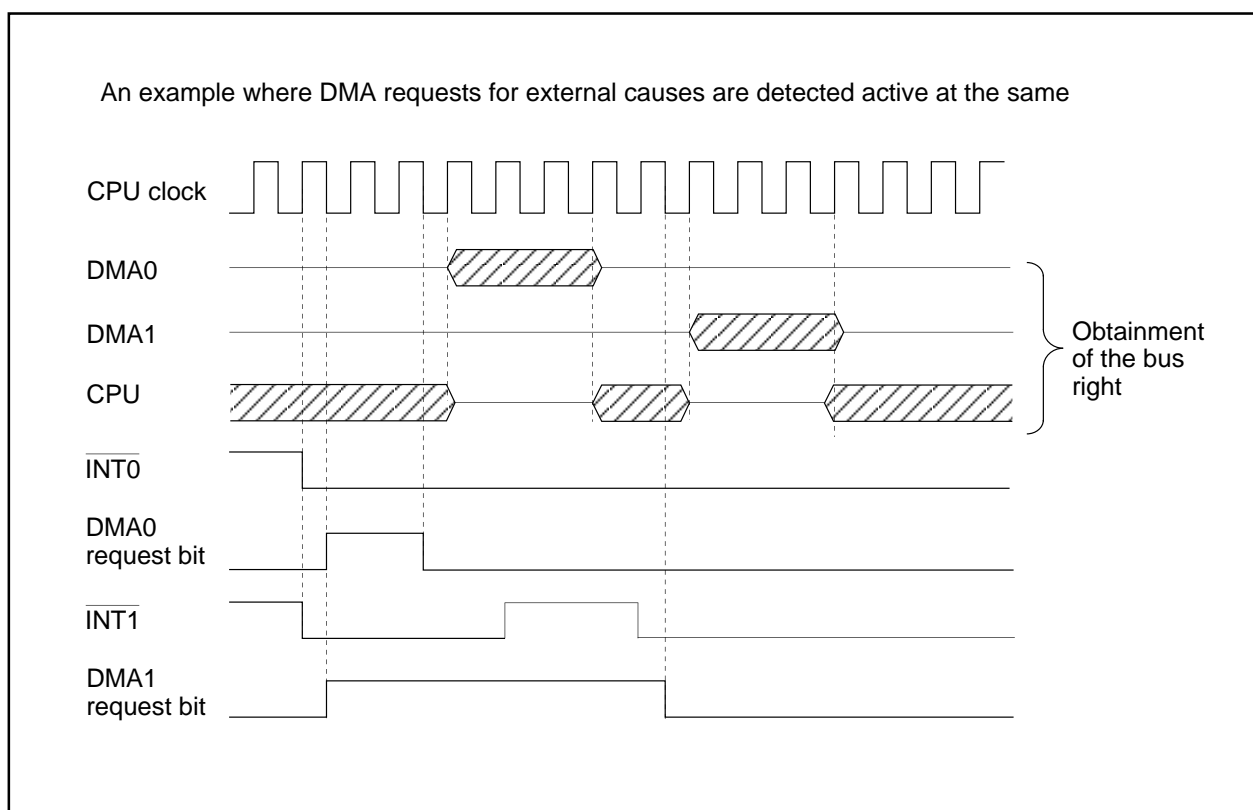 An example where DMA requests for external causes are detected active at the same
CPU clock
DMA0
DMA1
CPU
Obtainment
of the bus
right
INT0
DMA0
request bit
INT1
DMA1
request bit